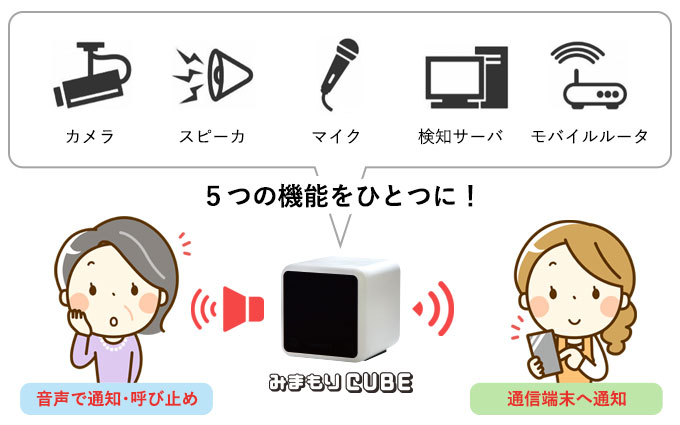 カメラ
スピーカ
マイク
検知サーバ
モバイルルータ
5つの機能をひとつに!
みまもりCUBE
音声で通知・呼び止め
通信端末へ通知